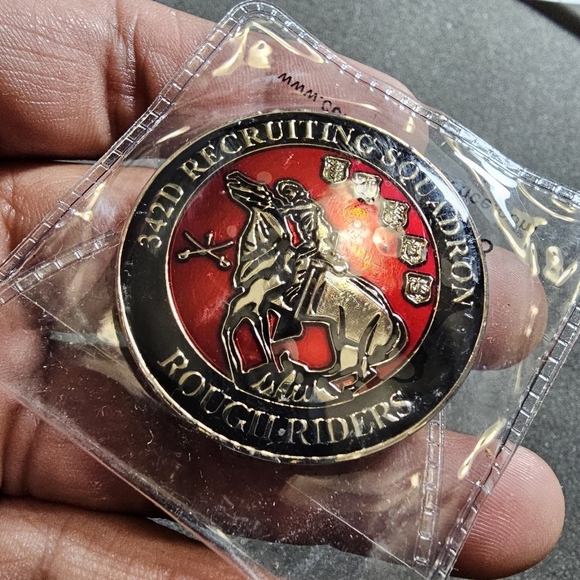 342D RECRUITING SQUADRON
ROUGH RIDERS